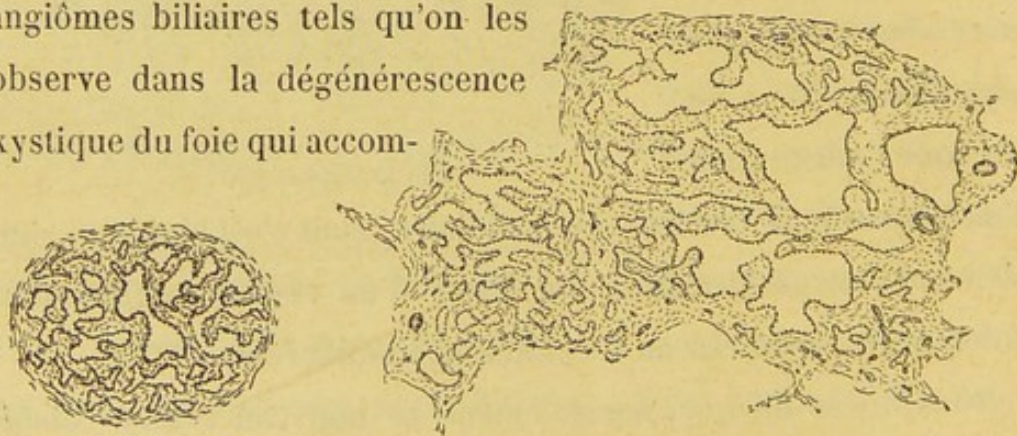 angiômes biliaires tels qu'on les
observe dans la dégénérescence
kystique du foie qui accom-